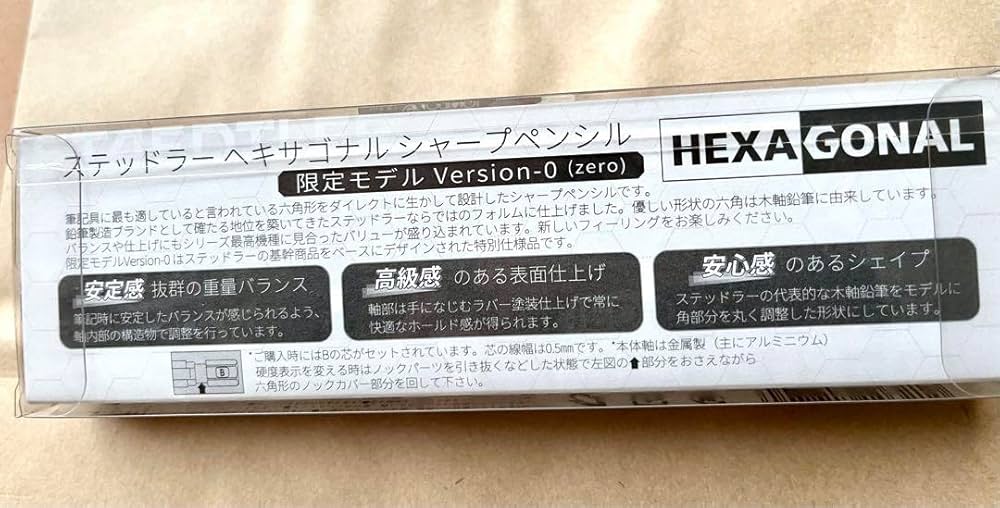 ステッドラー ヘキサゴナル シャープペンシル
HEXAGONAL
限定モデル Version-0 (zero)
筆記具に最も適していると言われている六角形をダイレクトに生かして設計したシャープペンシルです。
鉛筆製造ブランドとして確たる地位を築いてきたステッドラーならではのフォルムに仕上げました。優しい形状の六角は木軸鉛筆に由来しています。
バランスや仕上げにもシリーズ最高機種に見合ったバリューが盛り込まれています。新しいフィーリングをお楽しみください。
限定モデルVersion-0はステッドラーの基幹商品をベースにデザインされた特別仕様品です。
安定感 抜群の重量バランス
筆記時に安定したバランスが感じられるよう、
軸内部の構造物で調整を行っています。
高級感 のある表面仕上げ
軸部は手になじむラバー塗装仕上げで常に
快適なホールド感が得られます。
安心感 のあるシェイプ
ステッドラーの代表的な木軸鉛筆をモデルに
角部分を丸く調整した形状にしています。
B
*ご購入時にはBの芯がセットされています。芯の線幅は0.5mmです。*本体軸は金属製（主にアルミニウム）
硬度表示を変える時はノックパーツを引き抜くなどした状態で左図の⬆部分をおさえながら
六角形のノックカバー部分を回して下さい。